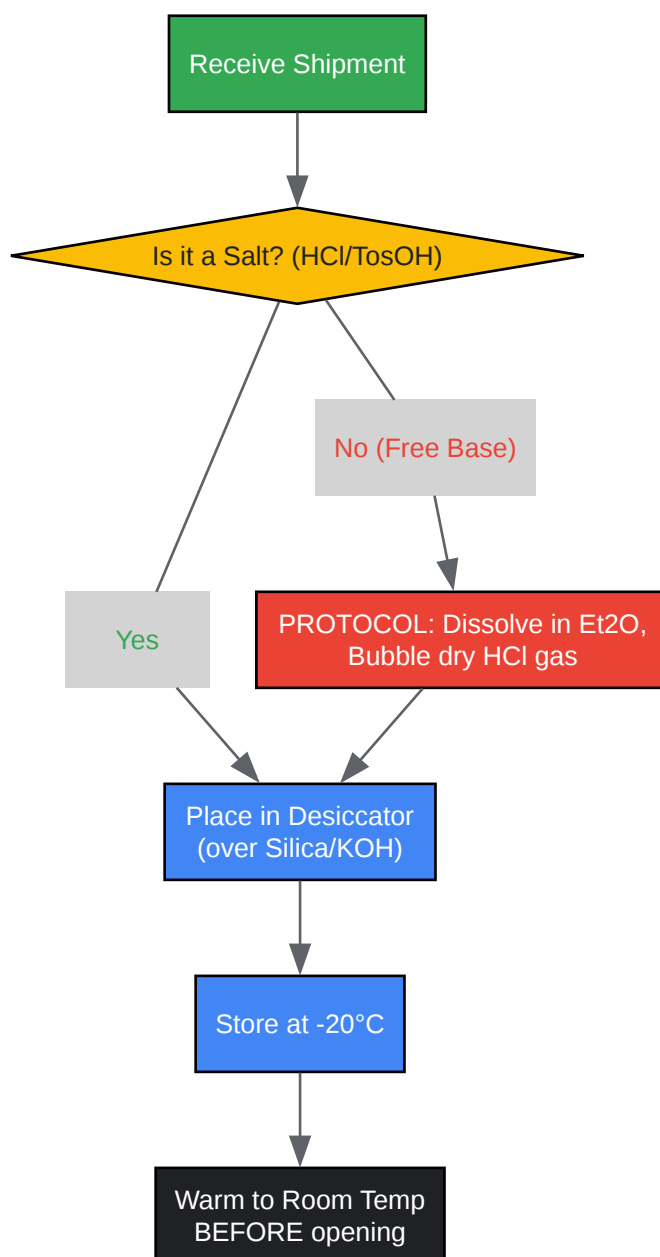 Receive Shipment
Is it a Salt? (HCl/TosOH)
No (Free Base)
Yes
PROTOCOL: Dissolve in Et2O,
Bubble dry HCl gas
Place in Desiccator
(over Silica/KOH)
Store at -20°C
Warm to Room Temp
BEFORE opening